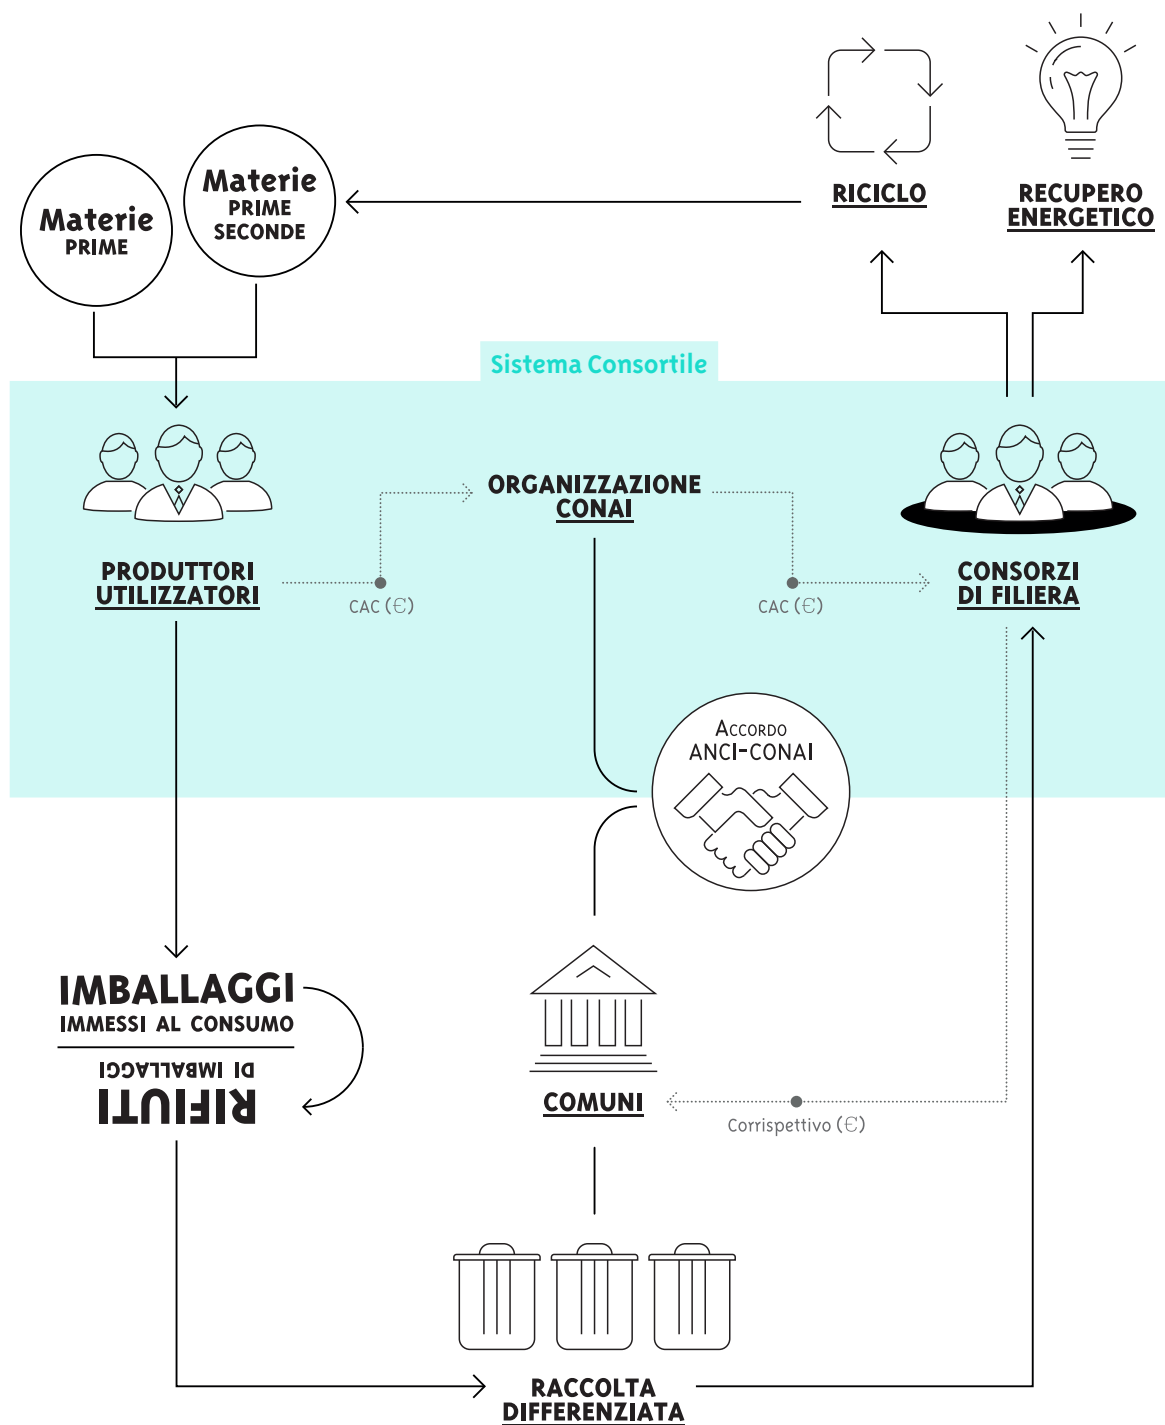 RICICLO
RECUPERO
ENERGETICO
Materie
PRIME
Materie
PRIME
SECONDE
Sistema Consortile
PRODUTTORI
UTILIZZATORI
CAC (€)
ORGANIZZAZIONE
CONAI
CAC (€)
CONSORZI
DI FILIERA
Accordo
ANCI-CONAI
IMBALLAGGI
IMMESSI AL CONSUMO
RIFIUTI
DI IMBALLAGGI
COMUNI
Corrispettivo (€)
RACCOLTA
DIFFERENZIATA